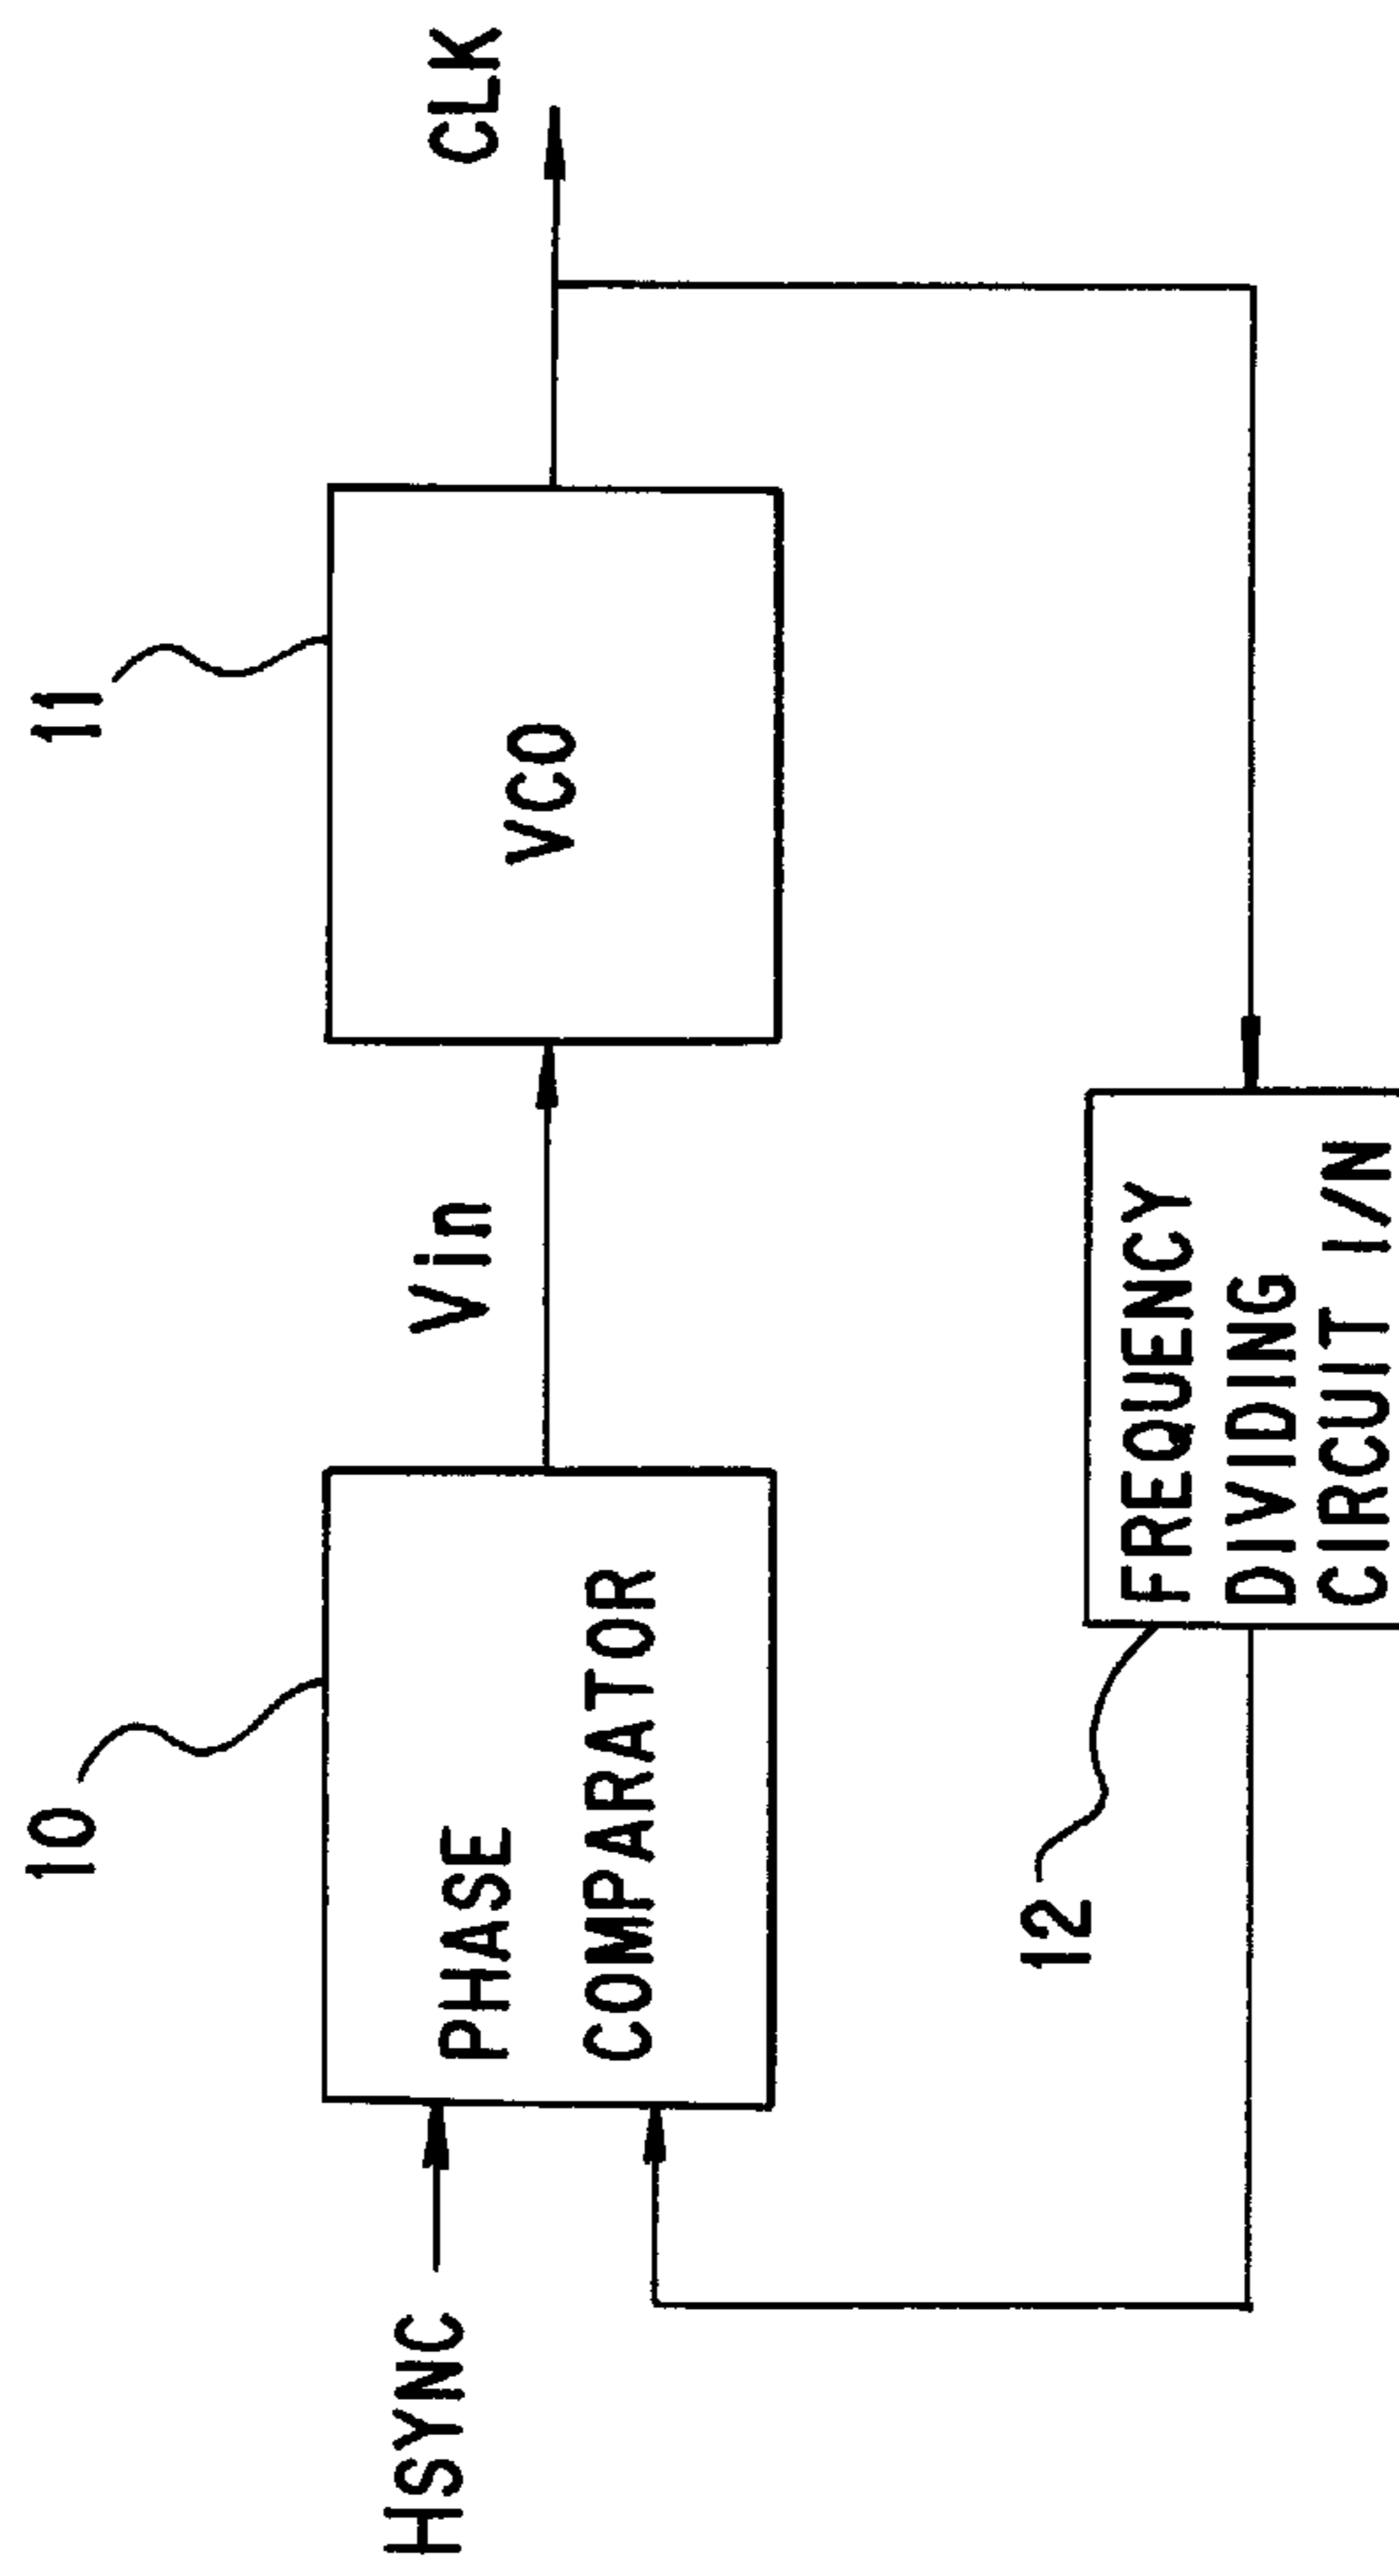 10
11
HSYNC
PHASE
COMPARATOR
Vin
VCO
CLK
12
FREQUENCY
DIVIDING
CIRCUIT 1/N